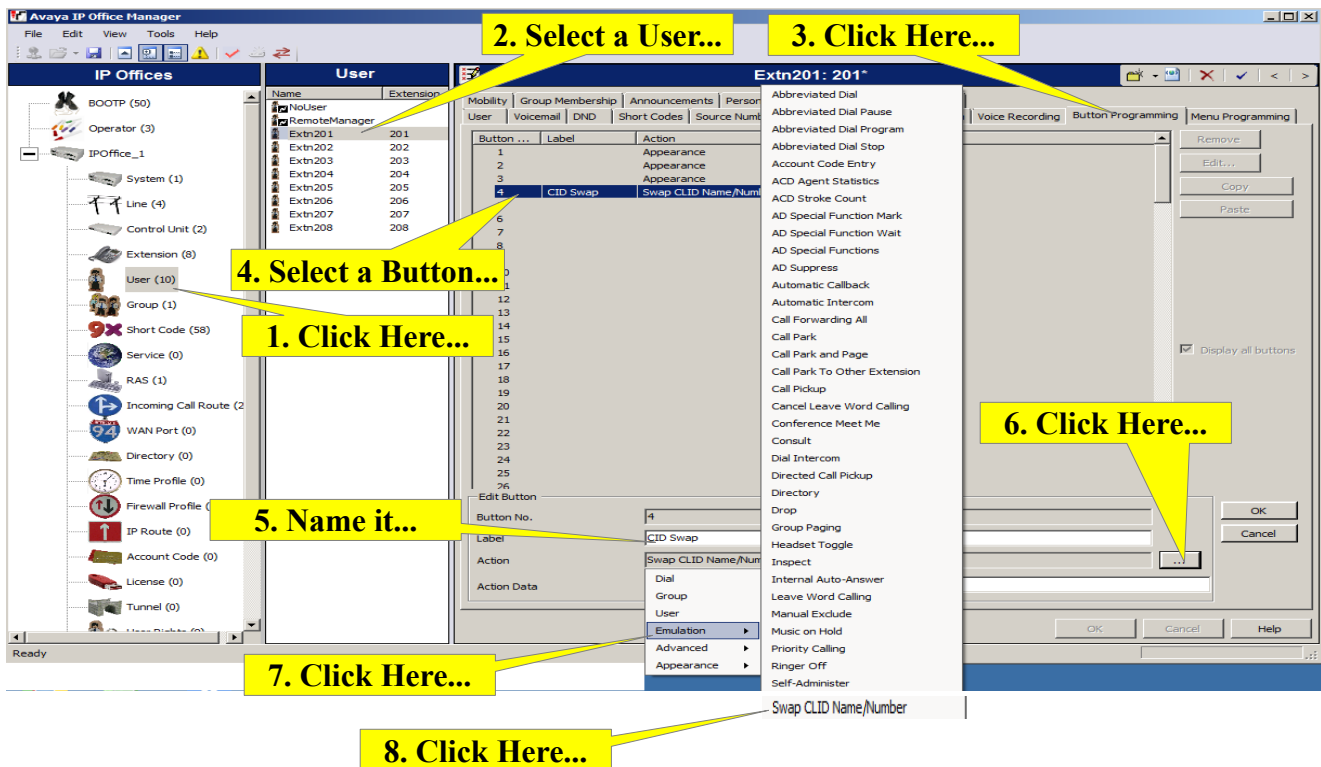 Avaya IP Office Manager
File Edit View Tools Help
2. Select a User...
3. Click Here...
IP Offices
BOOTP (50)
Operator (3)
IPOffice_1
System (1)
Line (4)
Control Unit (2)
Extension (8)
User (10)
Group (1)
Short Code (58)
Service (0)
RAS (1)
Incoming Call Route (2
WAN Port (0)
Directory (0)
Time Profile (0)
Firewall Profile (
IP Route (0)
Account Code (0)
License (0)
Tunnel (0)
User
Name Extension
NoUser
RemoteManager
Extn201 201
Extn202 202
Extn203 203
Extn204 204
Extn205 205
Extn206 206
Extn207 207
Extn208 208
Extn201: 201*
Mobility Group Membership Announcements Person
User Voicemail DND Short Codes Source Numb Voice Recording Button Programming Menu Programming
Button ... Label Action
1 Appearance
2 Appearance
3 Appearance
4 CID Swap Swap CLID Name/Numb
6
7
8
4. Select a Button...
12
13
1. Click Here...
14
15
16
17
18
19
20
21
22
23
24
25
26
Remove
Edit...
Copy
Paste
Display all buttons
6. Click Here...
Edit Button
Button No. 4
5. Name it...
Label CID Swap
Action Swap CLID Name/Num ...
Action Data
OK
Cancel
Dial
Group
User
Emulation
Advanced
Appearance
Abbreviated Dial
Abbreviated Dial Pause
Abbreviated Dial Program
Abbreviated Dial Stop
Account Code Entry
ACD Agent Statistics
ACD Stroke Count
AD Special Function Mark
AD Special Function Wait
AD Special Functions
AD Suppress
Automatic Callback
Automatic Intercom
Call Forwarding All
Call Park
Call Park and Page
Call Park To Other Extension
Call Pickup
Cancel Leave Word Calling
Conference Meet Me
Consult
Dial Intercom
Directed Call Pickup
Directory
Drop
Group Paging
Headset Toggle
Inspect
Internal Auto-Answer
Leave Word Calling
Manual Exclude
Music on Hold
Priority Calling
Ringer Off
Self-Administer
Swap CLID Name/Number
OK Cancel Help
Ready
7. Click Here...
8. Click Here...